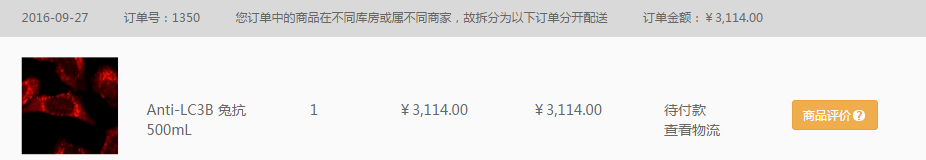 2016-09-27 订单号：1350 您订单中的商品在不同库房或属不同商家，故拆分为以下订单分开配送 订单金额：￥3,114.00
Anti-LC3B 兔抗 1 ￥3,114.00 ￥3,114.00 待付款 商品评价 ?
500mL 查看物流